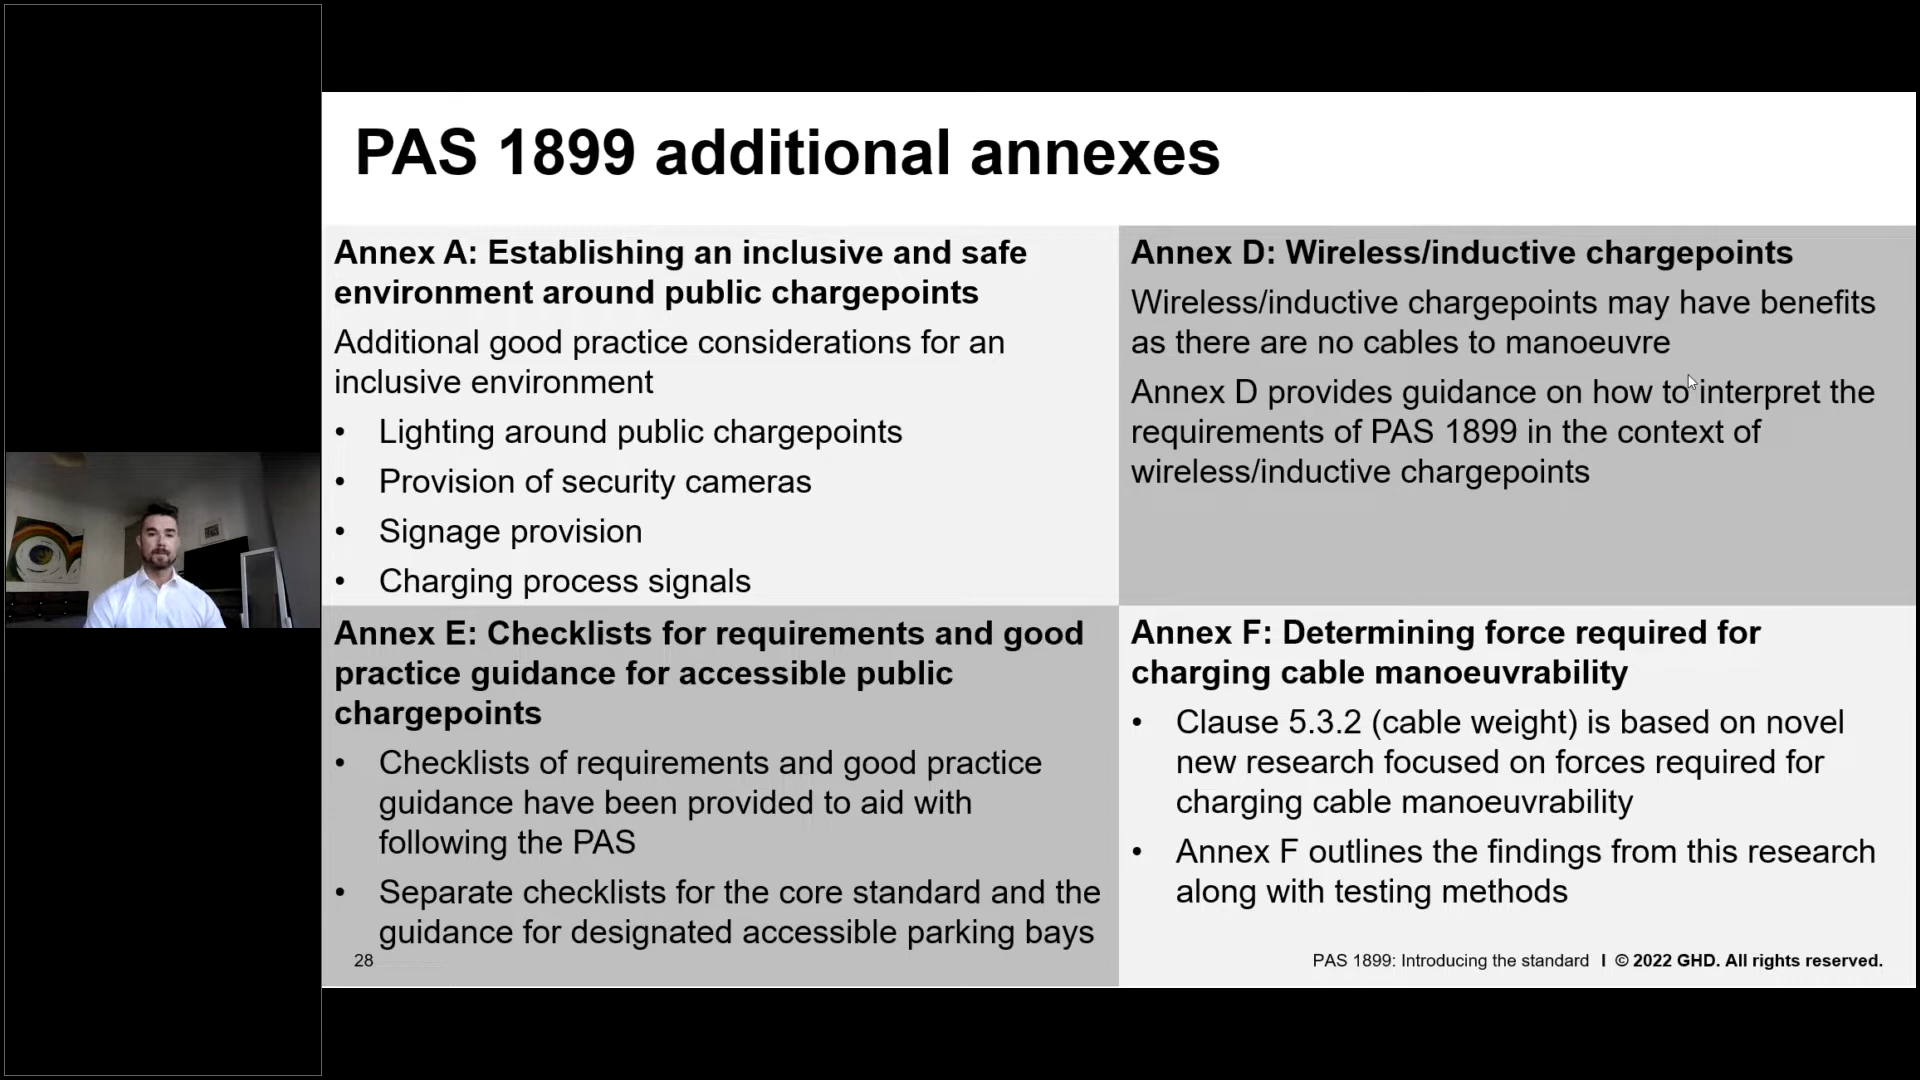 PAS 1899 additional annexes
Annex A: Establishing an inclusive and safe
environment around public chargepoints
Additional good practice considerations for an
inclusive environment
• Lighting around public chargepoints
• Provision of security cameras
• Signage provision
• Charging process signals
Annex D: Wireless/inductive chargepoints
Wireless/inductive chargepoints may have benefits
as there are no cables to manoeuvre
Annex D provides guidance on how to interpret the
requirements of PAS 1899 in the context of
wireless/inductive chargepoints
Annex E: Checklists for requirements and good
practice guidance for accessible public
chargepoints
• Checklists of requirements and good practice
guidance have been provided to aid with
following the PAS
• Separate checklists for the core standard and the
guidance for designated accessible parking bays
Annex F: Determining force required for
charging cable manoeuvrability
• Clause 5.3.2 (cable weight) is based on novel
new research focused on forces required for
charging cable manoeuvrability
• Annex F outlines the findings from this research
along with testing methods
28
PAS 1899: Introducing the standard I © 2022 GHD. All rights reserved.